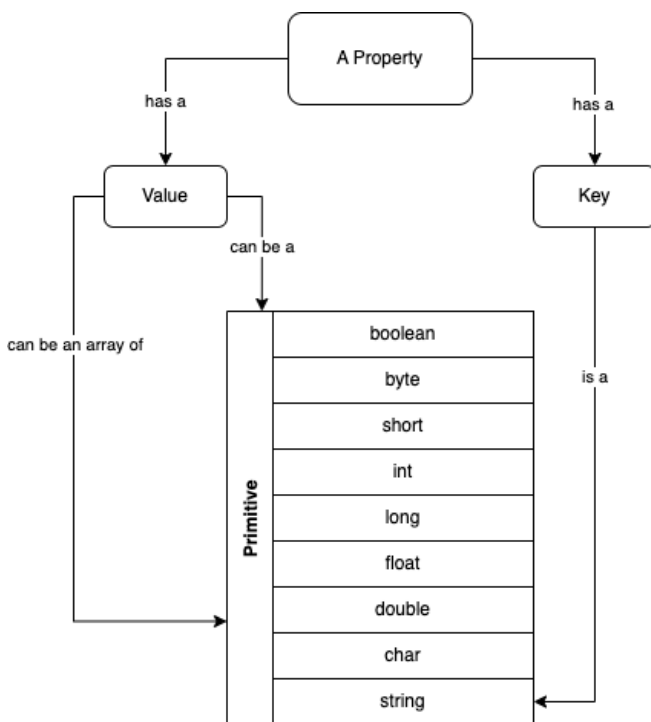 A Property
has a
has a
Value
Key
can be a
can be an array of
is a
Primitive
boolean
byte
short
int
long
float
double
char
string